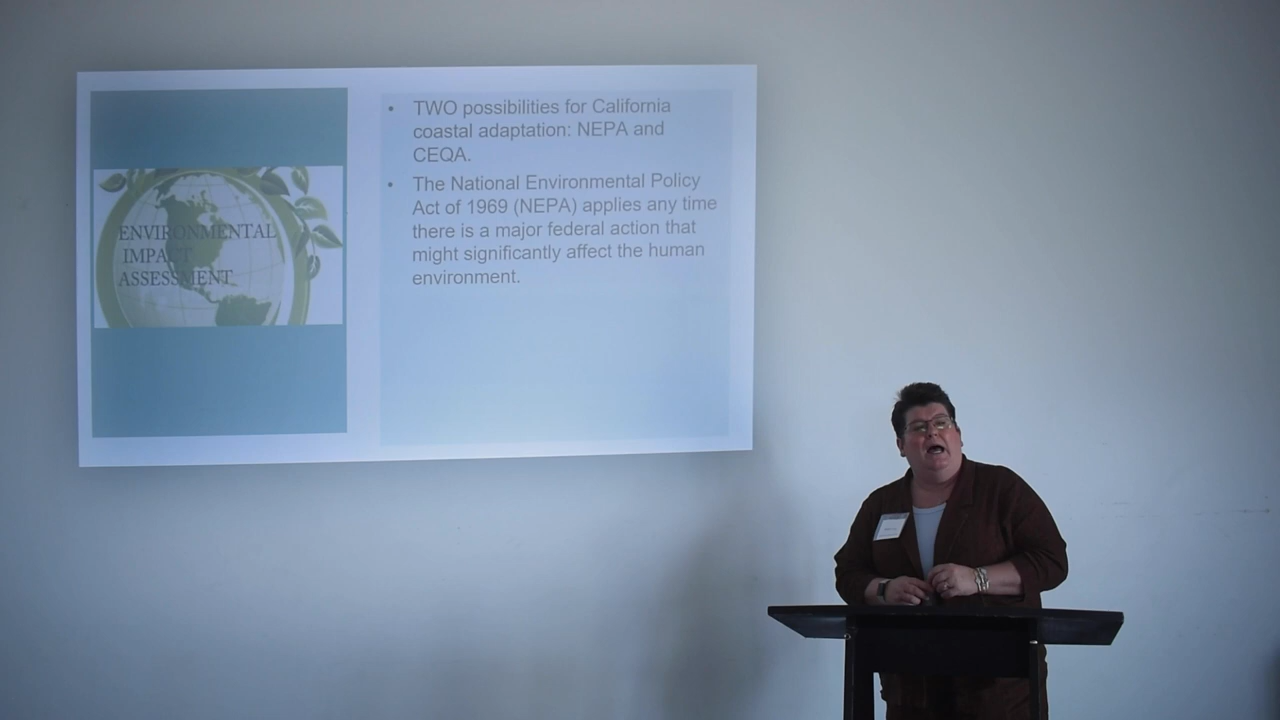 ENVIRONMENTAL
IMPACT
ASSESSMENT
• TWO possibilities for California
coastal adaptation: NEPA and
CEQA.
• The National Environmental Policy
Act of 1969 (NEPA) applies any time
there is a major federal action that
might significantly affect the human
environment.